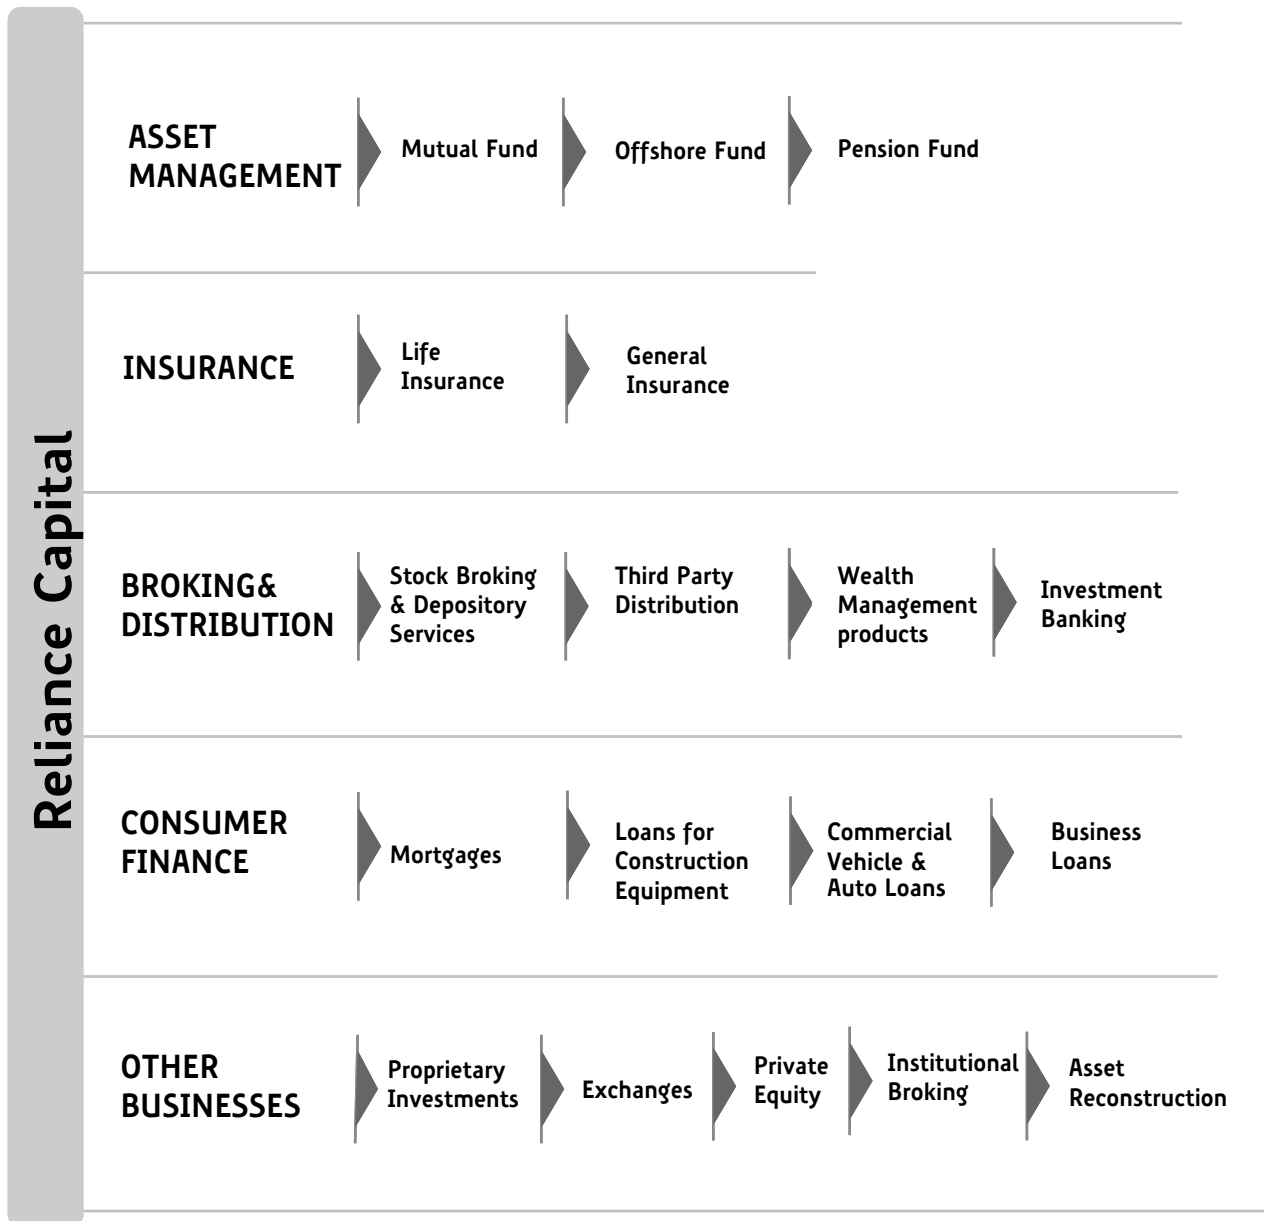 Reliance Capital
ASSET
MANAGEMENT
Mutual Fund
Offshore Fund
Pension Fund
INSURANCE
Life
Insurance
General
Insurance
BROKING&
DISTRIBUTION
Stock Broking
& Depository
Services
Third Party
Distribution
Wealth
Management
products
Investment
Banking
CONSUMER
FINANCE
Mortgages
Loans for
Construction
Equipment
Commercial
Vehicle &
Auto Loans
Business
Loans
OTHER
BUSINESSES
Proprietary
Investments
Exchanges
Private
Equity
Institutional
Broking
Asset
Reconstruction